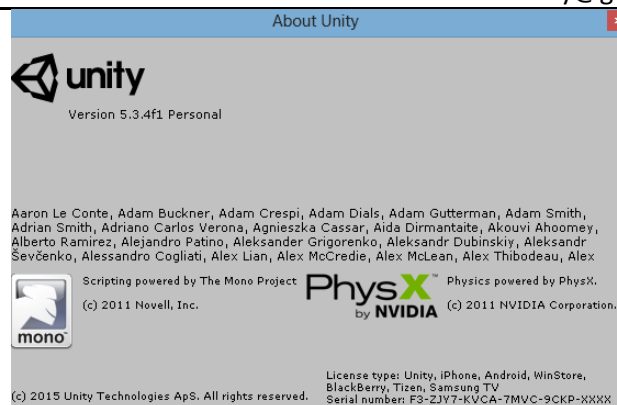 About Unity
unity
Version 5.3.4f1 Personal
Aaron Le Conte, Adam Buckner, Adam Crespi, Adam Dials, Adam Gutterman, Adam Smith,
Adrian Smith, Adriano Carlos Verona, Agnieszka Cassar, Aida Dirmantaite, Akouvi Ahoomey,
Alberto Ramirez, Alejandro Patino, Aleksander Grigorenko, Aleksandr Dubinskiy, Aleksandr
Ševčenko, Alessandro Cogliati, Alex Lian, Alex McCredie, Alex McLean, Alex Thibodeau, Alex
mono
Scripting powered by The Mono Project
(c) 2011 Novell, Inc.
PhysX™
by NVIDIA
Physics powered by PhysX.
(c) 2011 NVIDIA Corporation.
(c) 2015 Unity Technologies ApS. All rights reserved.
License type: Unity, iPhone, Android, WinStore,
BlackBerry, Tizen, Samsung TV
Serial number: F3-ZJY7-KVCA-7MVC-9CKP-XXXX